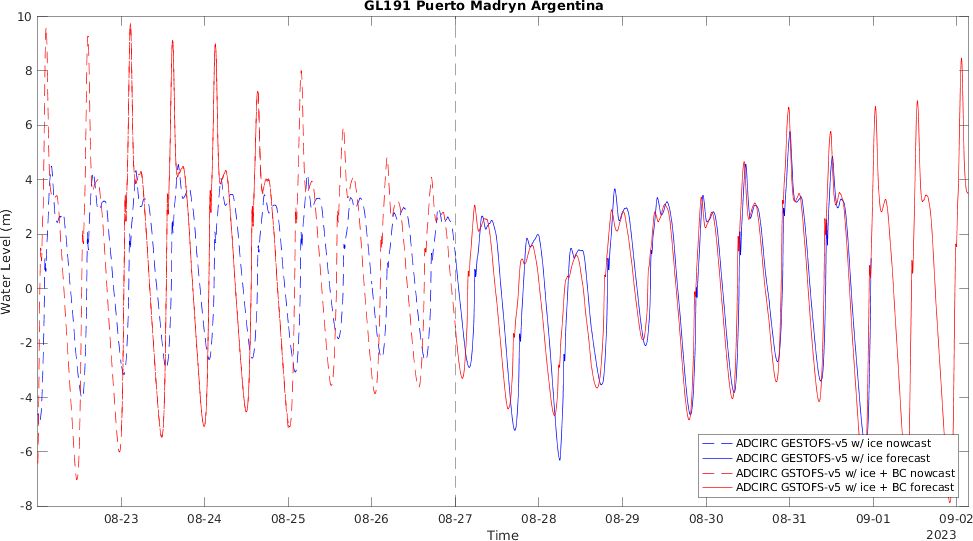 GL191 Puerto Madryn Argentina
10
8
6
4
2
0
-2
-4
-6
-8
Water Level (m)
ADCIRC GESTOFS-v5 w/ ice nowcast
ADCIRC GESTOFS-v5 w/ ice forecast
ADCIRC GSTOFS-v5 w/ ice + BC nowcast
ADCIRC GSTOFS-v5 w/ ice + BC forecast
08-23 08-24 08-25 08-26 08-27 08-28 08-29 08-30 08-31 09-01 09-02
Time
2023